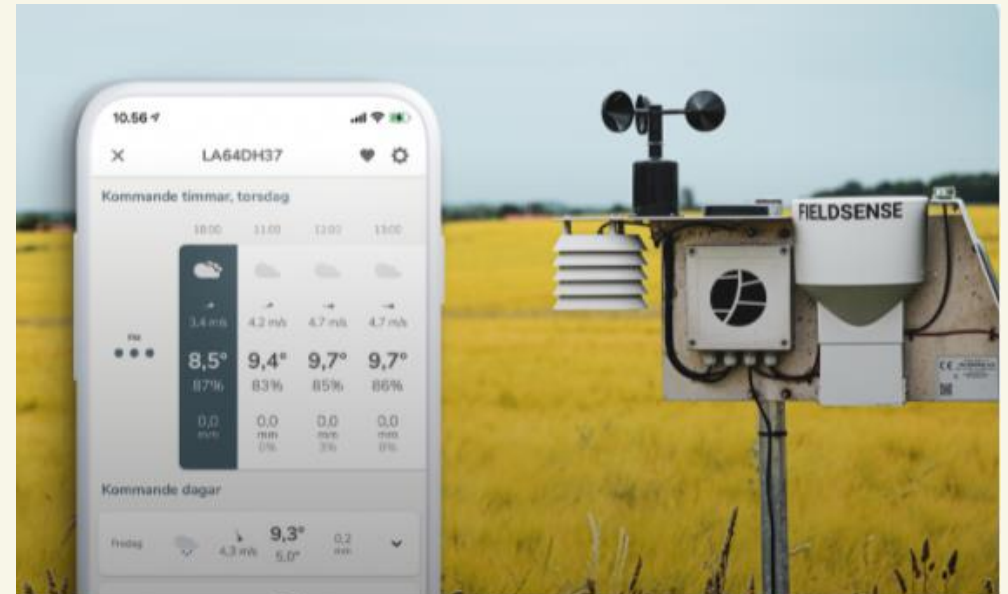 10.56
LA64DH37
Kommande timmar, torsdag
10:00 11:00 12:00 13:00
3,4 m/s 4,2 m/s 4,7 m/s 4,7 m/s
FM
8,5° 9,4° 9,7° 9,7°
87% 83% 85% 86%
0,0 0,0 0,0 0,0
mm mm mm mm
0% 3% 8%
Kommande dagar
Fredag 4,3 m/s 9,3° 5,0° 0,2 mm
FIELDSENSE
CE